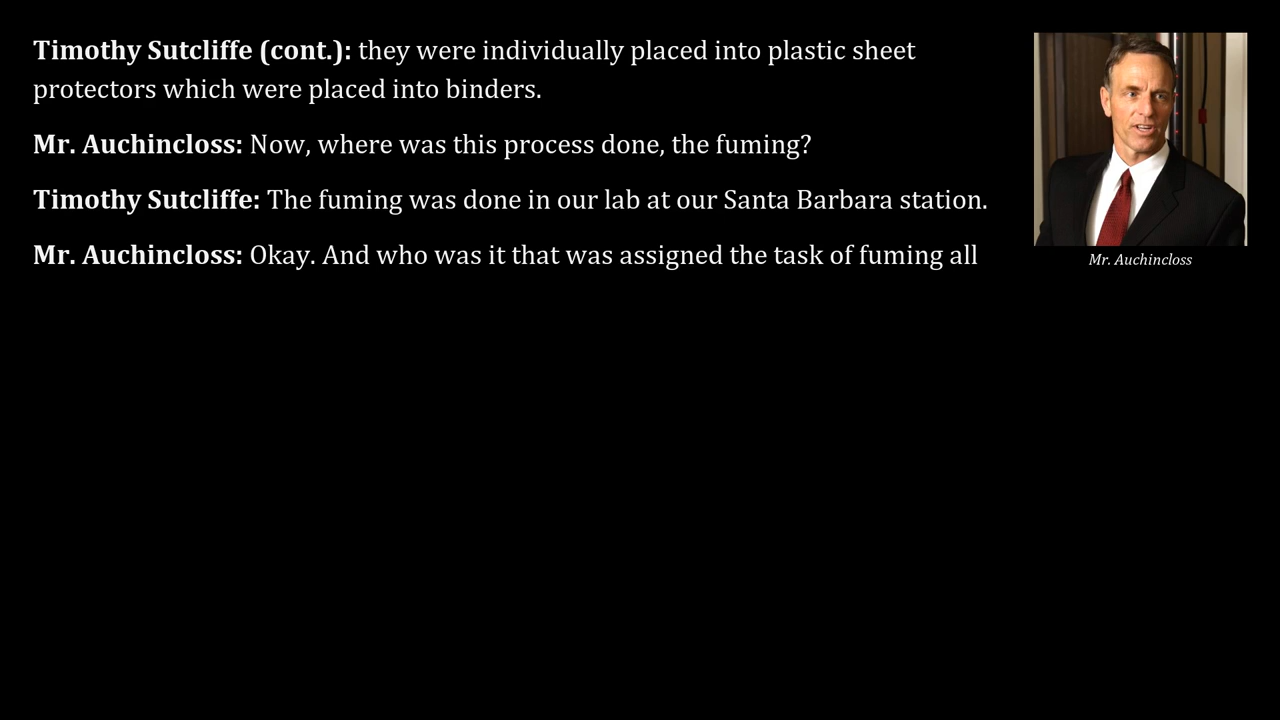 Timothy Sutcliffe (cont.): they were individually placed into plastic sheet
protectors which were placed into binders.
Mr. Auchincloss: Now, where was this process done, the fuming?
Timothy Sutcliffe: The fuming was done in our lab at our Santa Barbara station.
Mr. Auchincloss: Okay. And who was it that was assigned the task of fuming all
Mr. Auchincloss